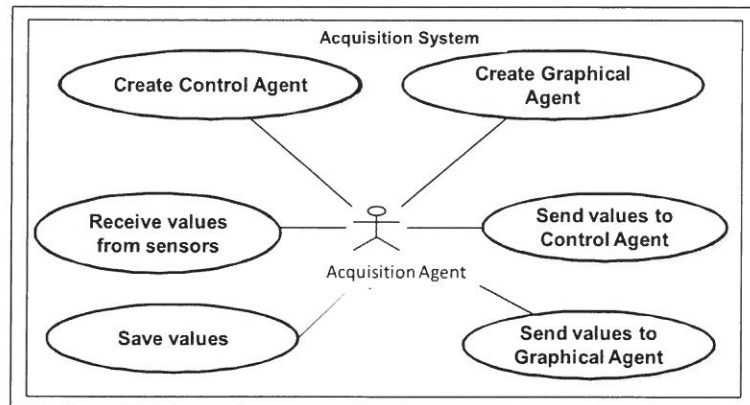 Acquisition System
Create Control Agent
Create Graphical
Agent
Receive values
from sensors
Send values to
Control Agent
Acquisition Agent
Save values
Send values to
Graphical Agent